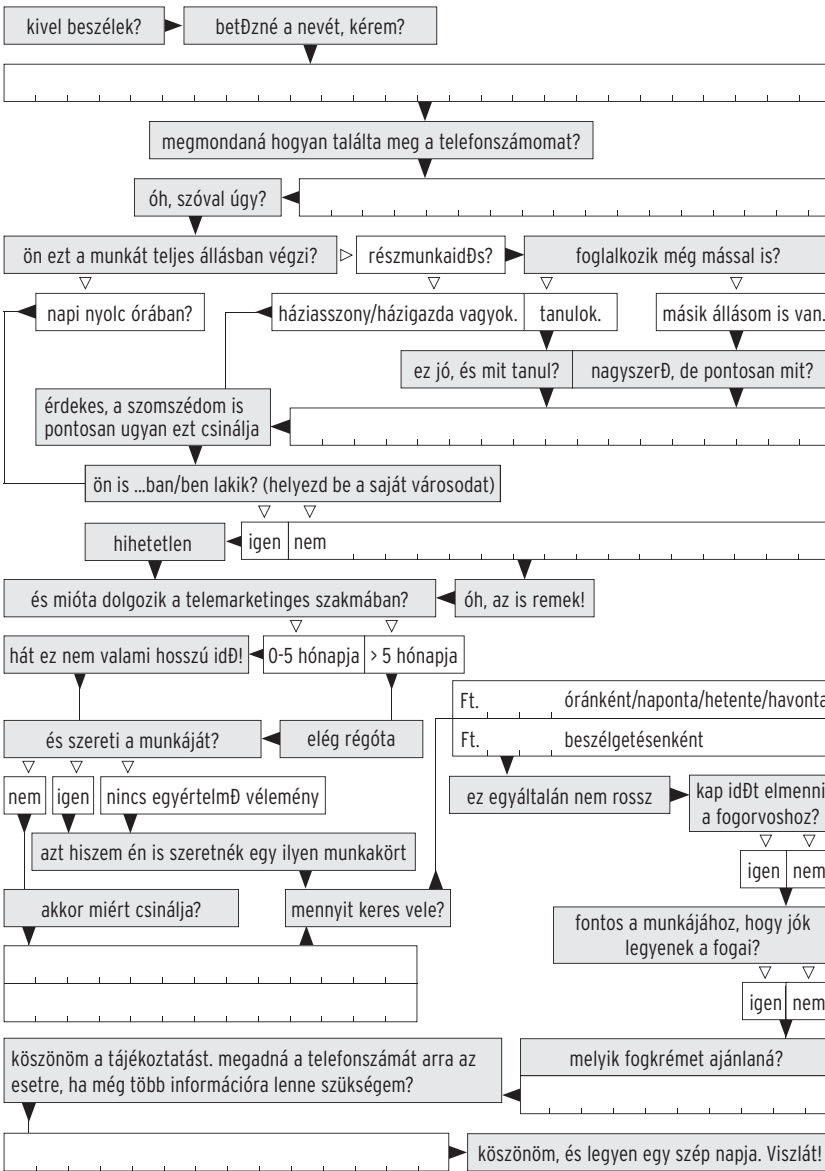 kivel beszélek?
betÐzné a nevét, kérem?
megmondaná hogyan találta meg a telefonszámomat?
óh, szóval úgy?
ön ezt a munkát teljes állásban végzi?
részmunkaidÐs?
foglalkozik még mással is?
napi nyolc órában?
háziasszony/házigazda vagyok.
tanulok.
másik állásom is van.
ez jó, és mit tanul?
nagyszerÐ, de pontosan mit?
érdekes, a szomszédom is
pontosan ugyan ezt csinálja
ön is ...ban/ben lakik? (helyezd be a saját városodat)
hihetetlen
igen
nem
és mióta dolgozik a telemarketinges szakmában?
óh, az is remek!
hát ez nem valami hosszú idÐ!
0-5 hónapja
> 5 hónapja
Ft. óránként/naponta/hetente/havonta
Ft. beszélgetésenként
és szereti a munkáját?
elég régóta
nem
igen
nincs egyértelmÐ vélemény
ez egyáltalán nem rossz
kap idÐt elmenni
a fogorvoshoz?
azt hiszem én is szeretnék egy ilyen munkakört
igen
nem
akkor miért csinálja?
mennyit keres vele?
fontos a munkájához, hogy jók
legyenek a fogai?
igen
nem
köszönöm a tájékoztatást. megadná a telefonszámát arra az
esetre, ha még több információra lenne szükségem?
melyik fogkrémet ajánlaná?
köszönöm, és legyen egy szép napja. Viszlát!